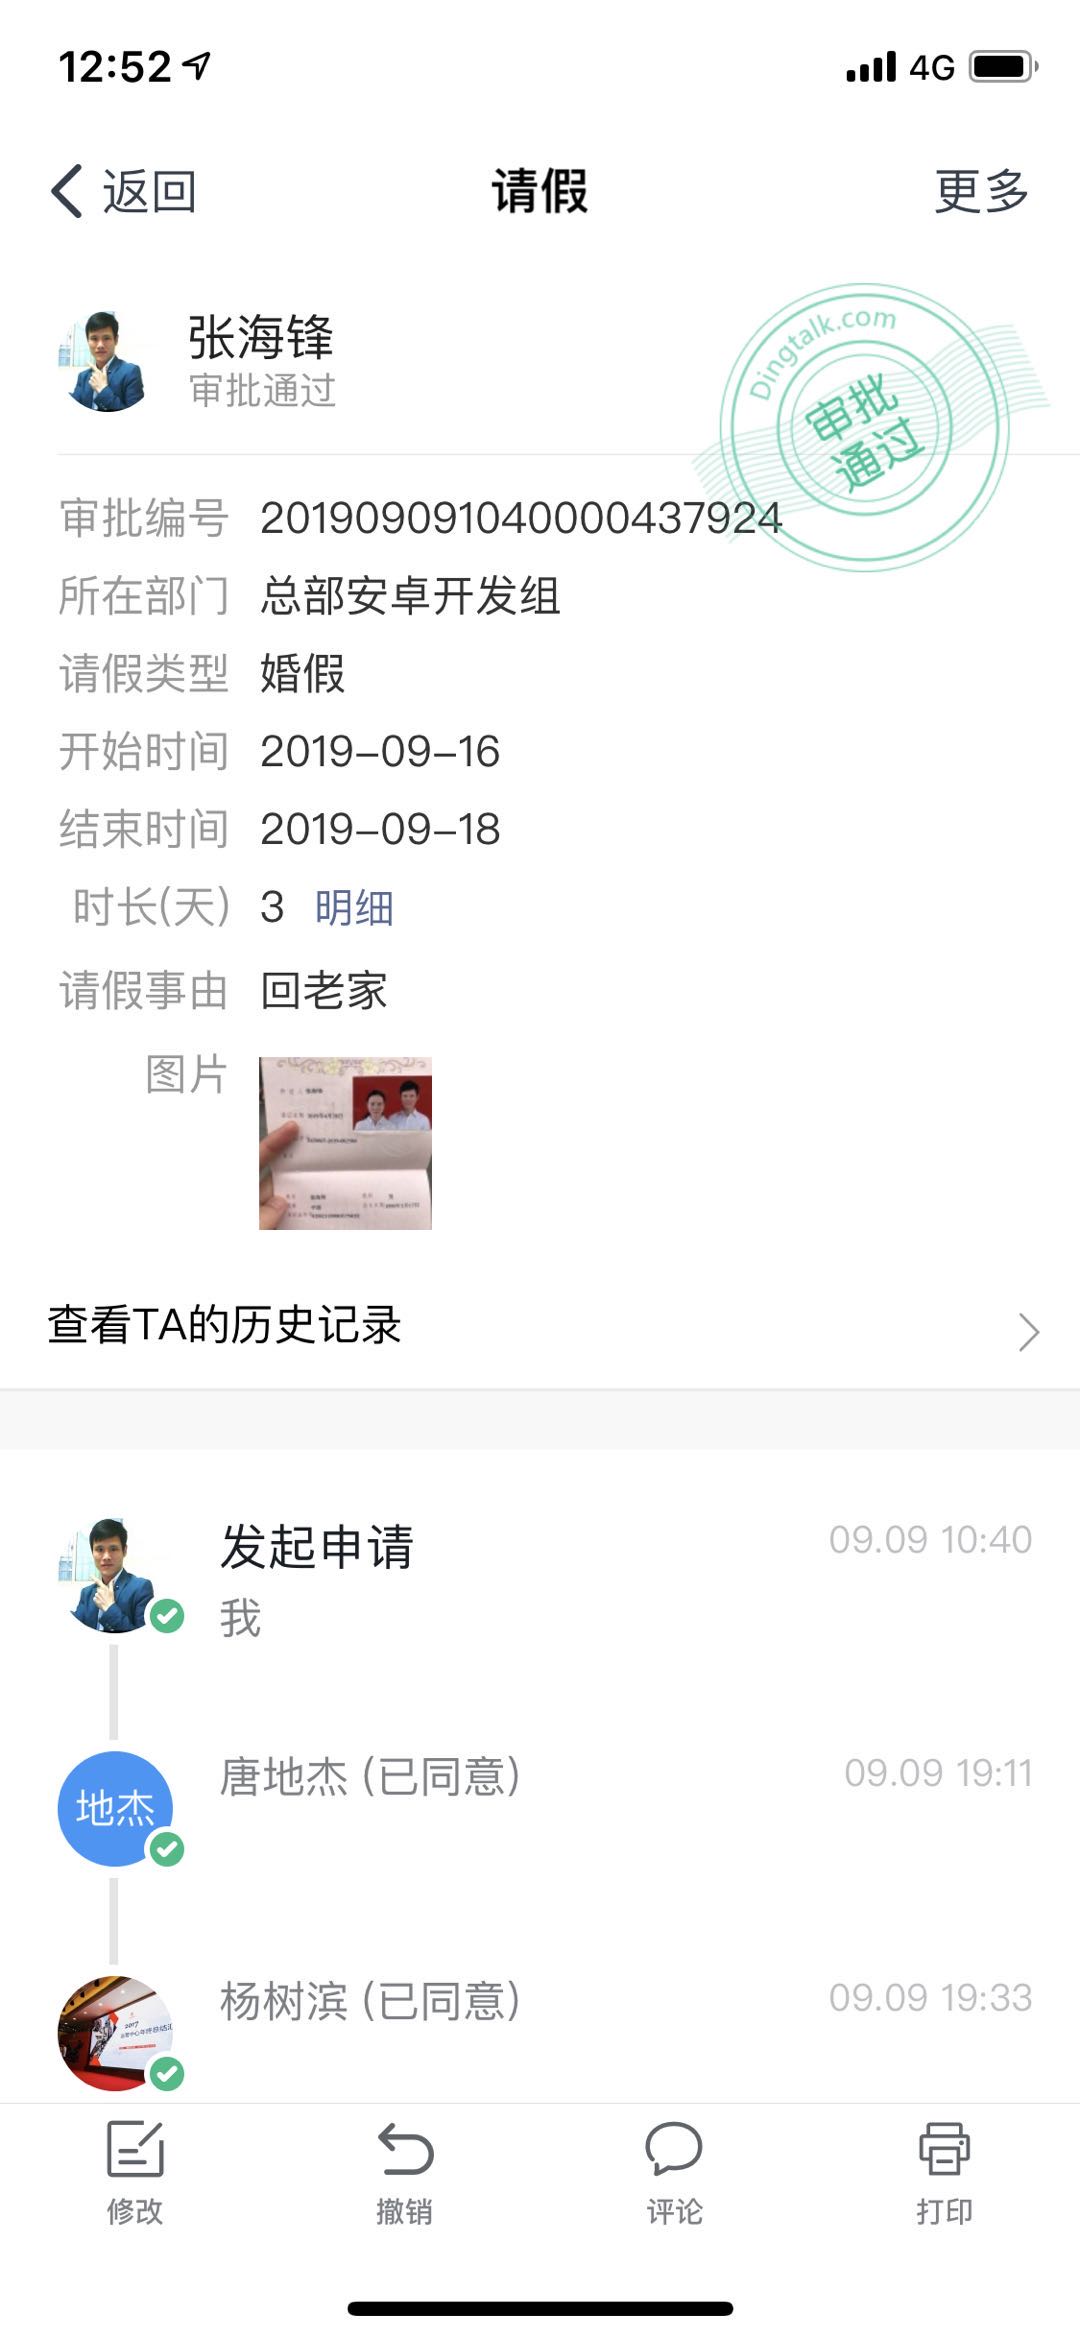 12:52
4G
返回
请假
更多
张海锋
审批通过
Dingtalk.com
审批
通过
审批编号 201909091040000437924
所在部门 总部安卓开发组
请假类型 婚假
开始时间 2019-09-16
结束时间 2019-09-18
时长(天) 3 明细
请假事由 回老家
图片
查看TA的历史记录
发起申请 09.09 10:40
我
地杰
唐地杰 (已同意) 09.09 19:11
2017
杨树滨 (已同意) 09.09 19:33
修改
撤销
评论
打印